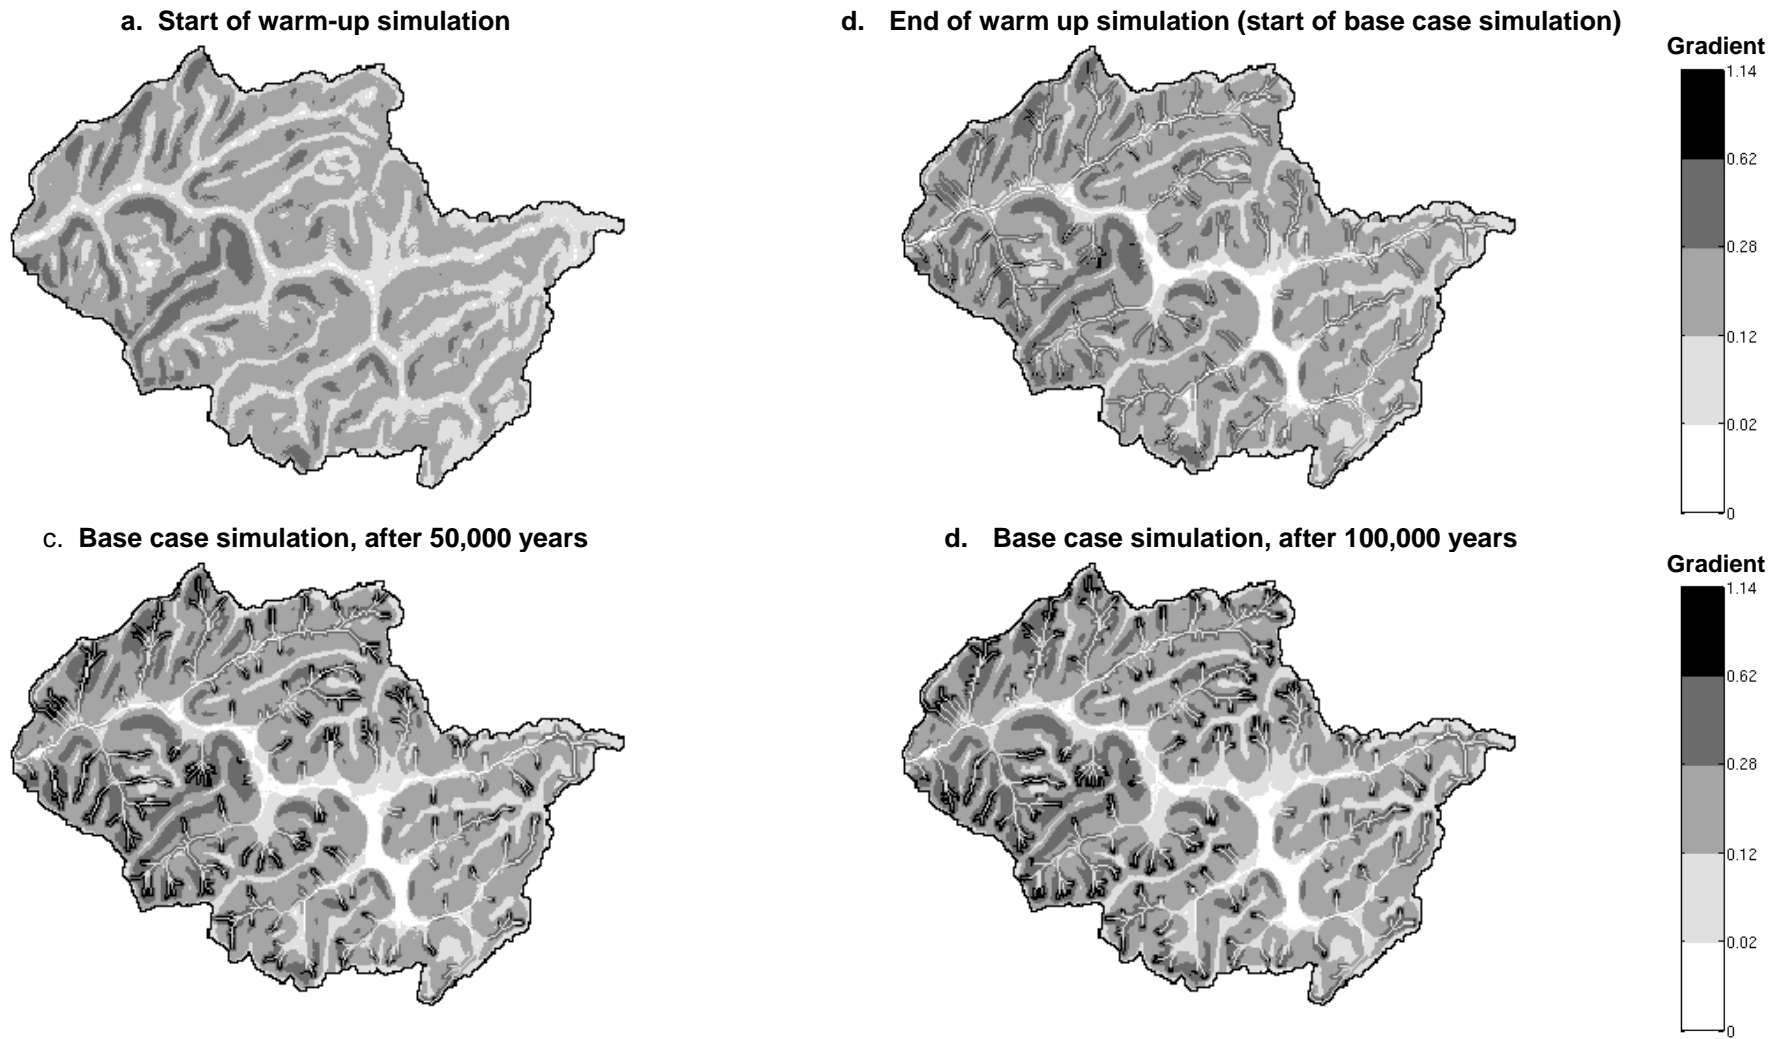 a. Start of warm-up simulation
d. End of warm up simulation (start of base case simulation)
Gradient
1.14
0.62
0.28
0.12
0.02
0
c. Base case simulation, after 50,000 years
d. Base case simulation, after 100,000 years
Gradient
1.14
0.62
0.28
0.12
0.02
0